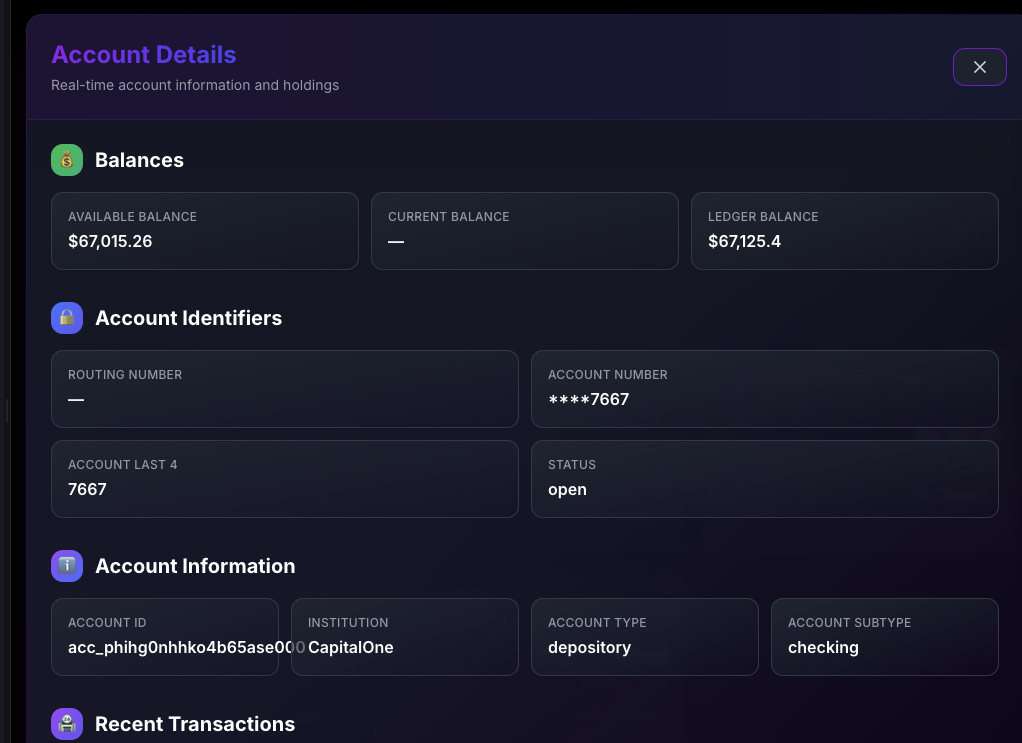 Account Details
Real-time account information and holdings
Balances
AVAILABLE BALANCE
$67,015.26
CURRENT BALANCE
—
LEDGER BALANCE
$67,125.4
Account Identifiers
ROUTING NUMBER
—
ACCOUNT NUMBER
****7667
ACCOUNT LAST 4
7667
STATUS
open
Account Information
ACCOUNT ID
acc_phihg0nhhko4b65ase000
INSTITUTION
CapitalOne
ACCOUNT TYPE
depository
ACCOUNT SUBTYPE
checking
Recent Transactions